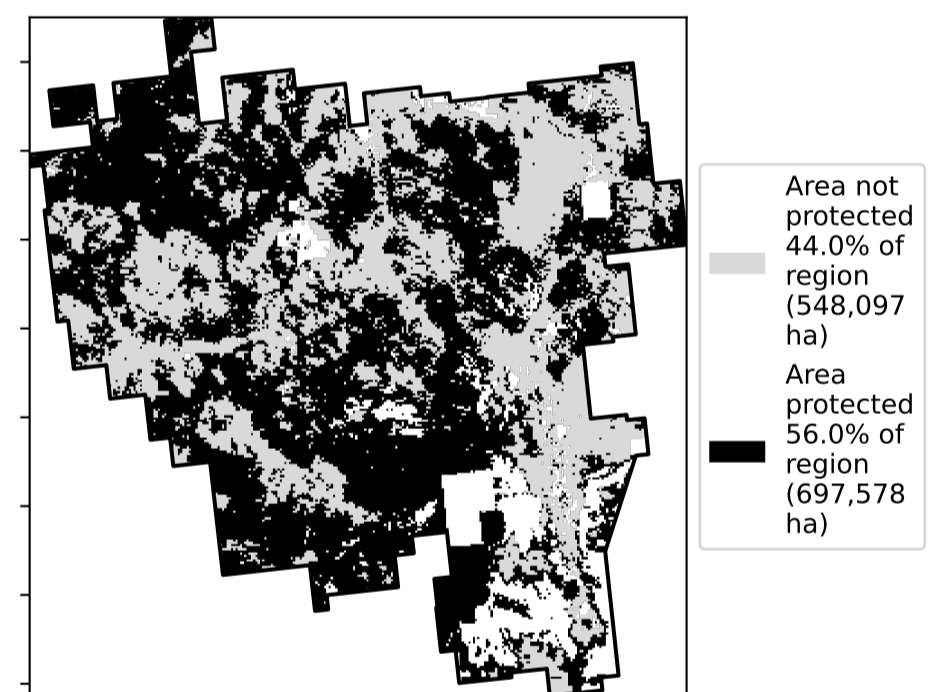 Area not
protected
44.0% of
region
(548,097
ha)
Area
protected
56.0% of
region
(697,578
ha)